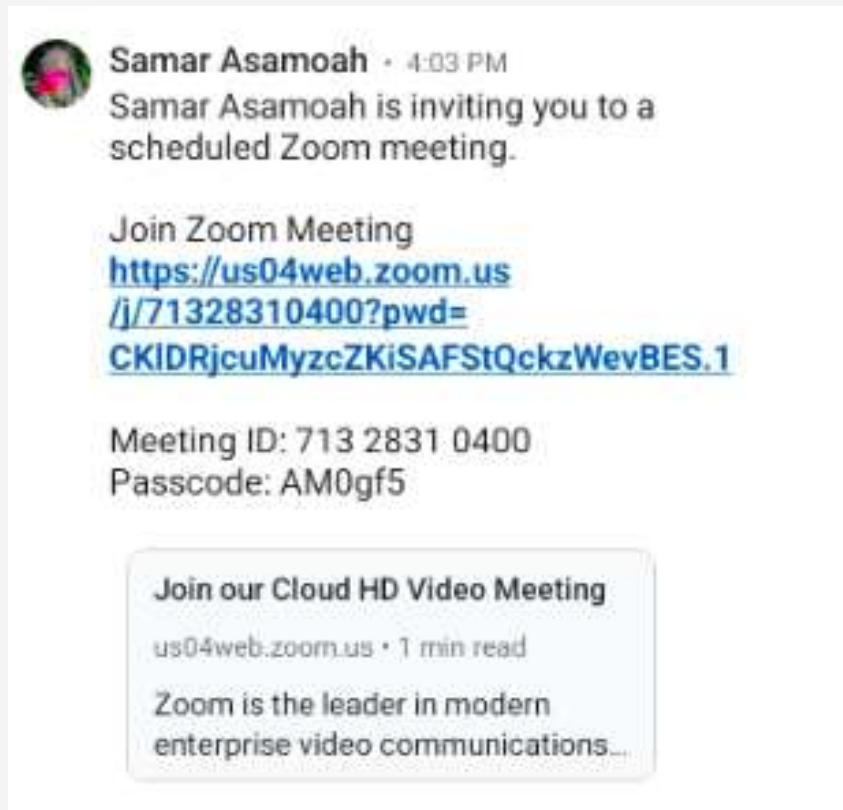 Samar Asamoah • 4:03 PM
Samar Asamoah is inviting you to a
scheduled Zoom meeting.
Join Zoom Meeting
https://us04web.zoom.us
/j/71328310400?pwd=
CKlDRjcuMyzcZKiSAFStQckzWevBES.1
Meeting ID: 713 2831 0400
Passcode: AM0gf5
Join our Cloud HD Video Meeting
us04web.zoom.us • 1 min read
Zoom is the leader in modern
enterprise video communications...